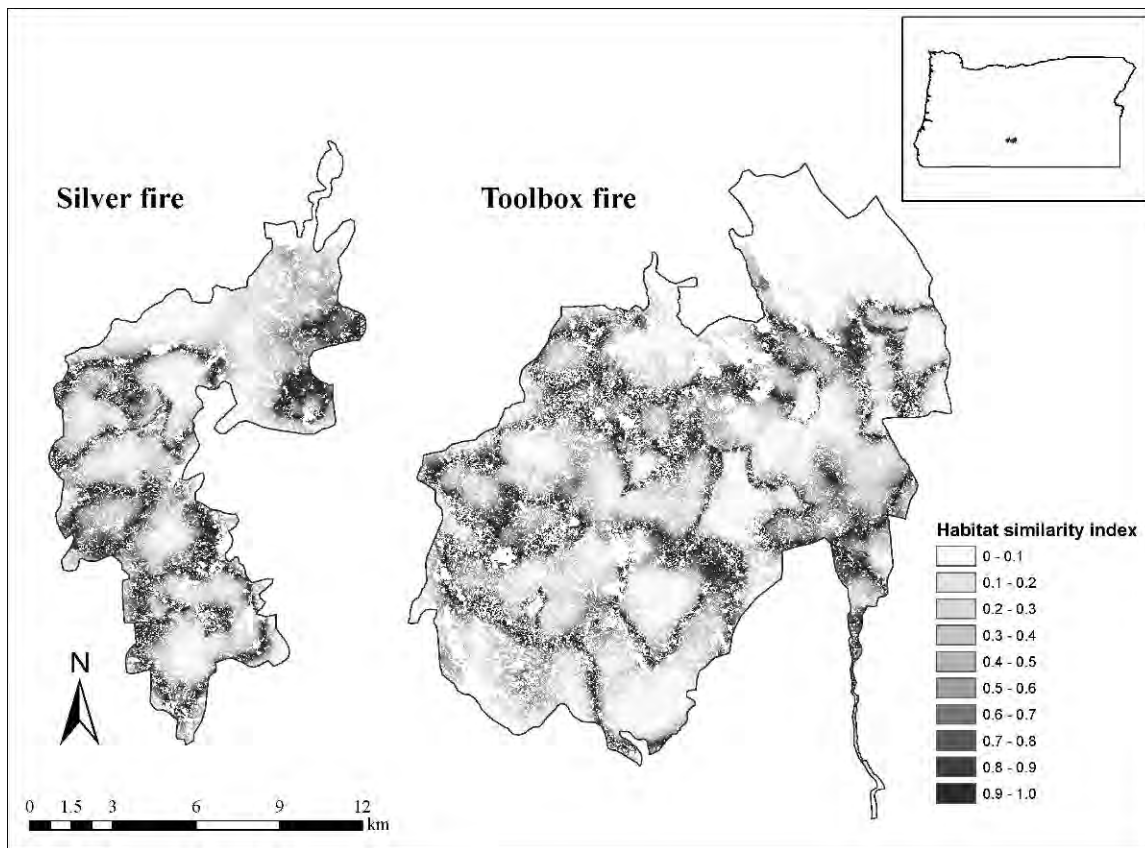 Silver fire
Toolbox fire
Habitat similarity index
0 - 0.1
0.1 - 0.2
0.2 - 0.3
0.3 - 0.4
0.4 - 0.5
0.5 - 0.6
0.6 - 0.7
0.7 - 0.8
0.8 - 0.9
0.9 - 1.0
N
0 1.5 3 6 9 12
km